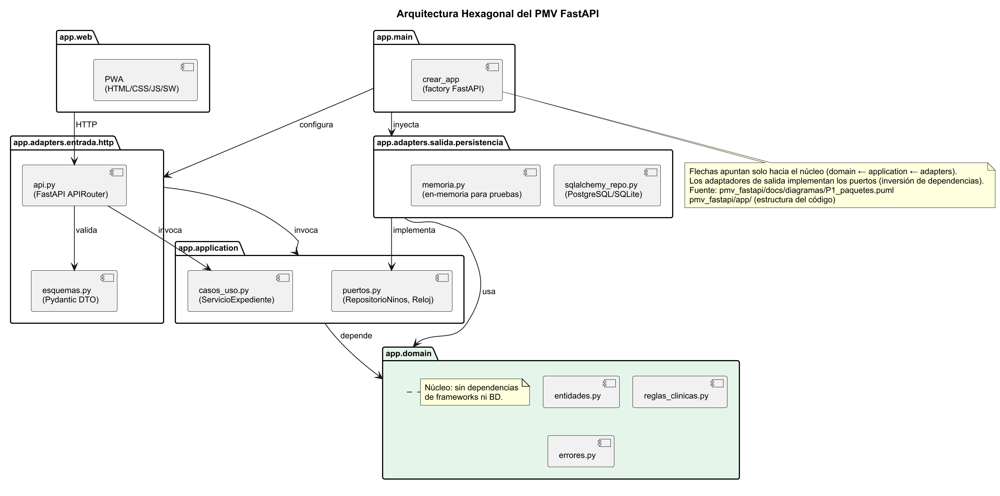 Arquitectura Hexagonal del PMV FastAPI
app.web
PWA
(HTML/CSS/JS/SW)
app.main
crear_app
(factory FastAPI)
HTTP
configura
inyecta
app.adapters.entrada.http
api.py
(FastAPI APIRouter)
valida
invoca
invoca
esquemas.py
(Pydantic DTO)
app.adapters.salida.persistencia
memoria.py
(en-memoria para pruebas)
sqlalchemy_repo.py
(PostgreSQL/SQLite)
Flechas apuntan solo hacia el núcleo (domain ← application ← adapters).
Los adaptadores de salida implementan los puertos (inversión de dependencias).
Fuente: pmv_fastapi/docs/diagramas/P1_paquetes.puml
pmv_fastapi/app/ (estructura del código)
implementa
usa
app.application
casos_uso.py
(ServicioExpediente)
puertos.py
(RepositorioNinos, Reloj)
depende
app.domain
Núcleo: sin dependencias
de frameworks ni BD.
entidades.py
reglas_clinicas.py
errores.py